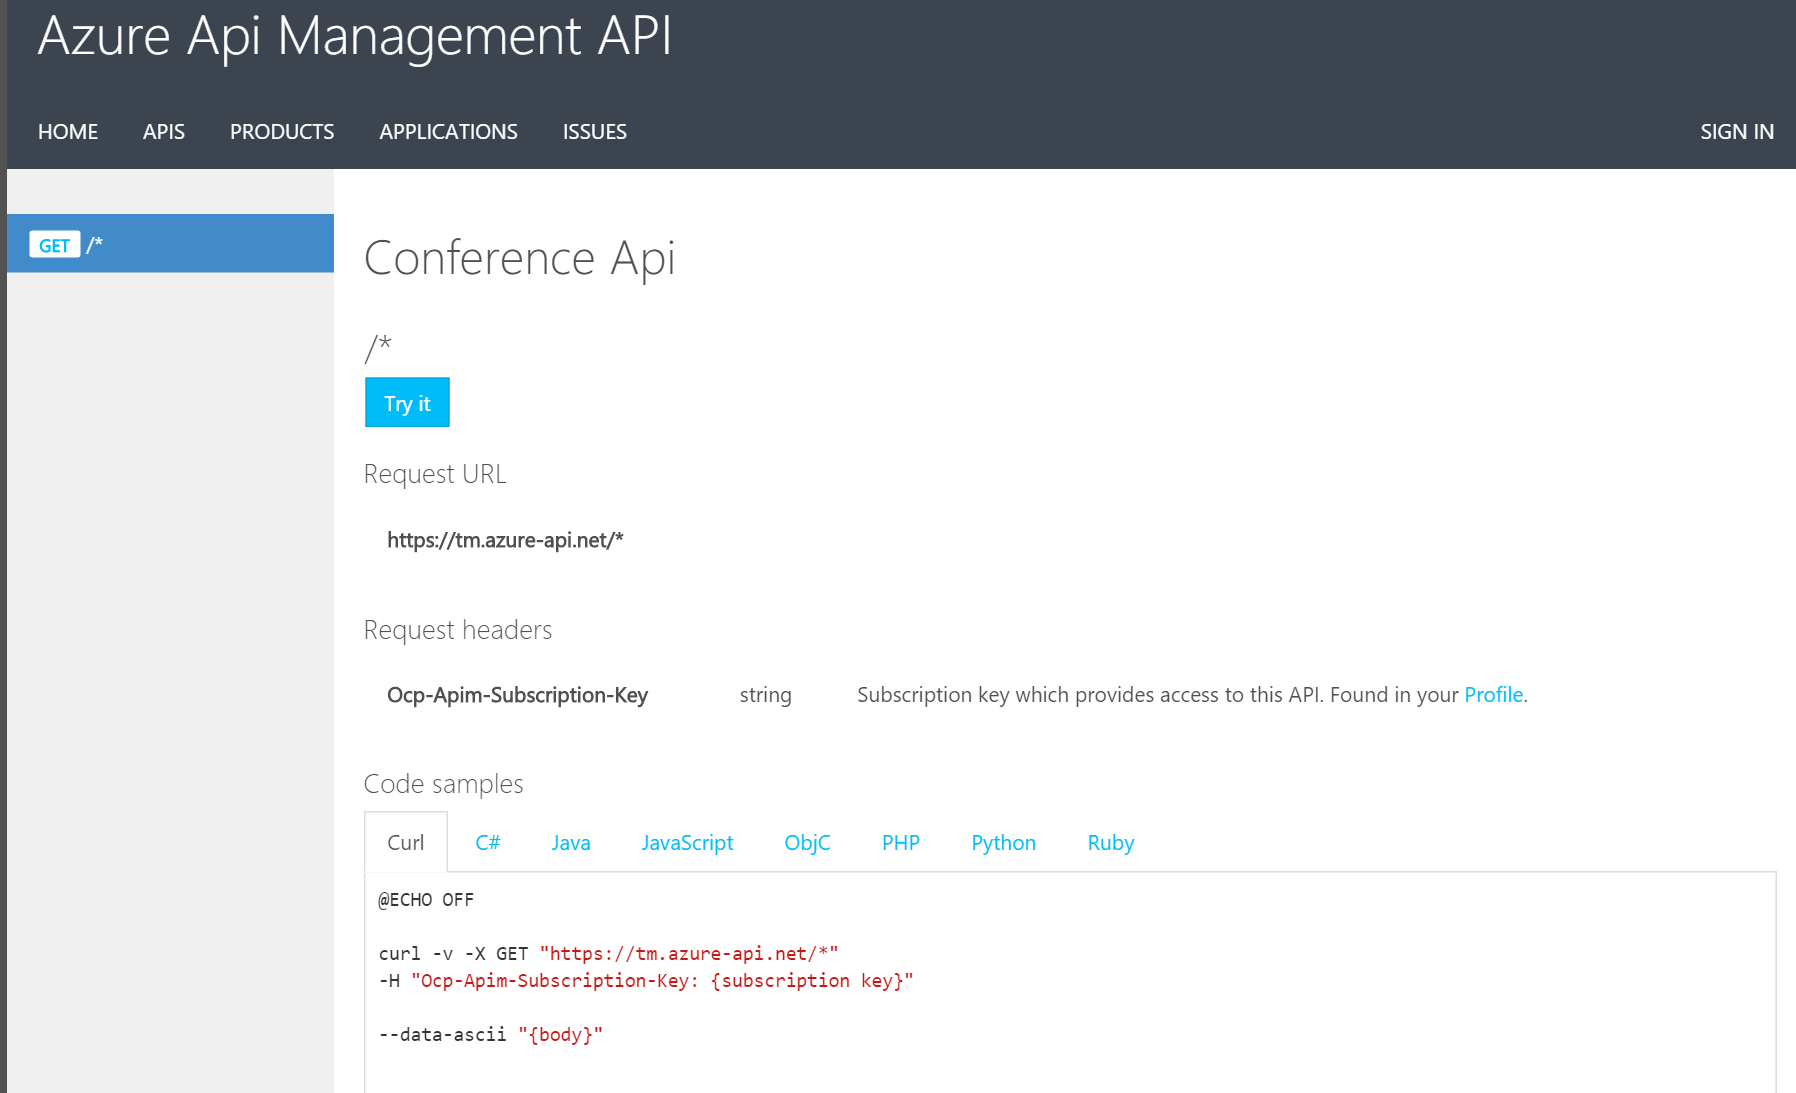 Azure Api Management API
HOME APIS PRODUCTS APPLICATIONS ISSUES SIGN IN
GET /*
Conference Api
/*
Try it
Request URL
https://tm.azure-api.net/*
Request headers
Ocp-Apim-Subscription-Key string Subscription key which provides access to this API. Found in your Profile.
Code samples
Curl C# Java JavaScript ObjC PHP Python Ruby
@ECHO OFF
curl -v -X GET "https://tm.azure-api.net/*"
-H "Ocp-Apim-Subscription-Key: {subscription key}"
--data-ascii "{body}"